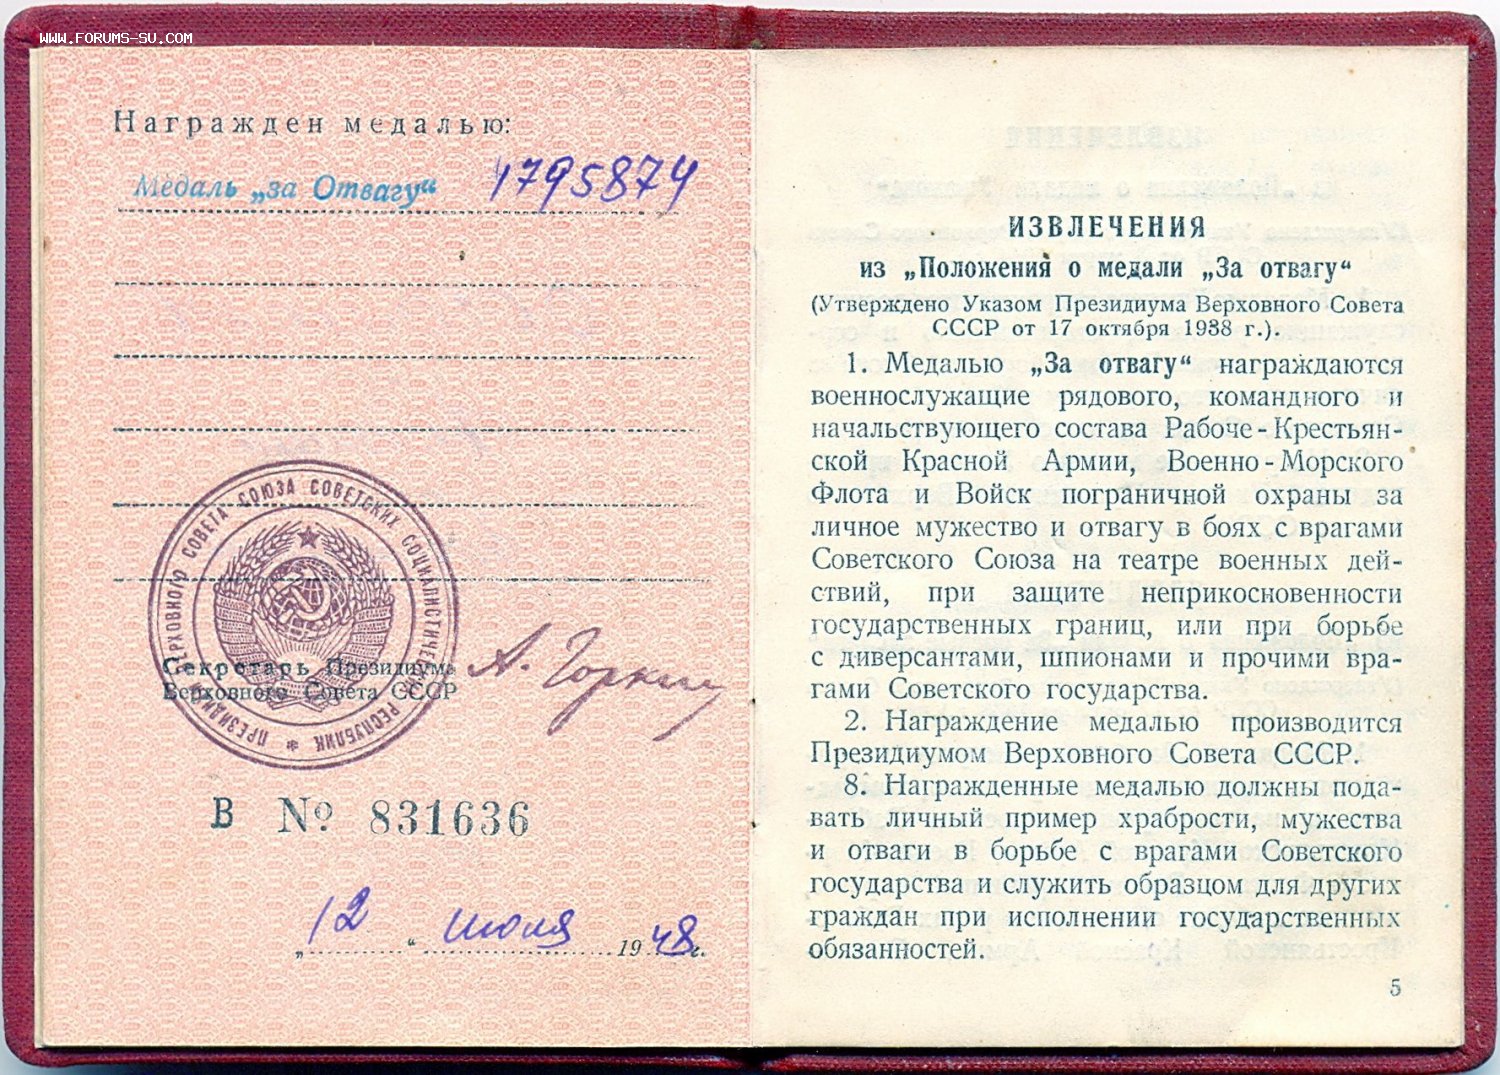 WWW.FORUMS-SU.COM
Награжден медалью:
Медаль „за Отвагу“ 1795874
ПРЕЗИДИУМ ВЕРХОВНОГО СОВЕТА СОЮЗА СОВЕТСКИХ СОЦИАЛИСТИЧЕСКИХ РЕСПУБЛИК *
Секретарь Президиума
Верховного Совета СССР
А. Горкин
В № 831636
„12“ июля 1948 г.
ИЗВЛЕЧЕНИЯ
из „Положения о медали „За отвагу“
(Утверждено Указом Президиума Верховного Совета
СССР от 17 октября 1938 г.).
1. Медалью „За отвагу“ награждаются
военнослужащие рядового, командного и
начальствующего состава Рабоче-Крестьян-
ской Красной Армии, Военно-Морского
Флота и Войск пограничной охраны за
личное мужество и отвагу в боях с врагами
Советского Союза на театре военных дей-
ствий, при защите неприкосновенности
государственных границ, или при борьбе
с диверсантами, шпионами и прочими вра-
гами Советского государства.
2. Награждение медалью производится
Президиумом Верховного Совета СССР.
8. Награжденные медалью должны пода-
вать личный пример храбрости, мужества
и отваги в борьбе с врагами Советского
государства и служить образцом для других
граждан при исполнении государственных
обязанностей.
5